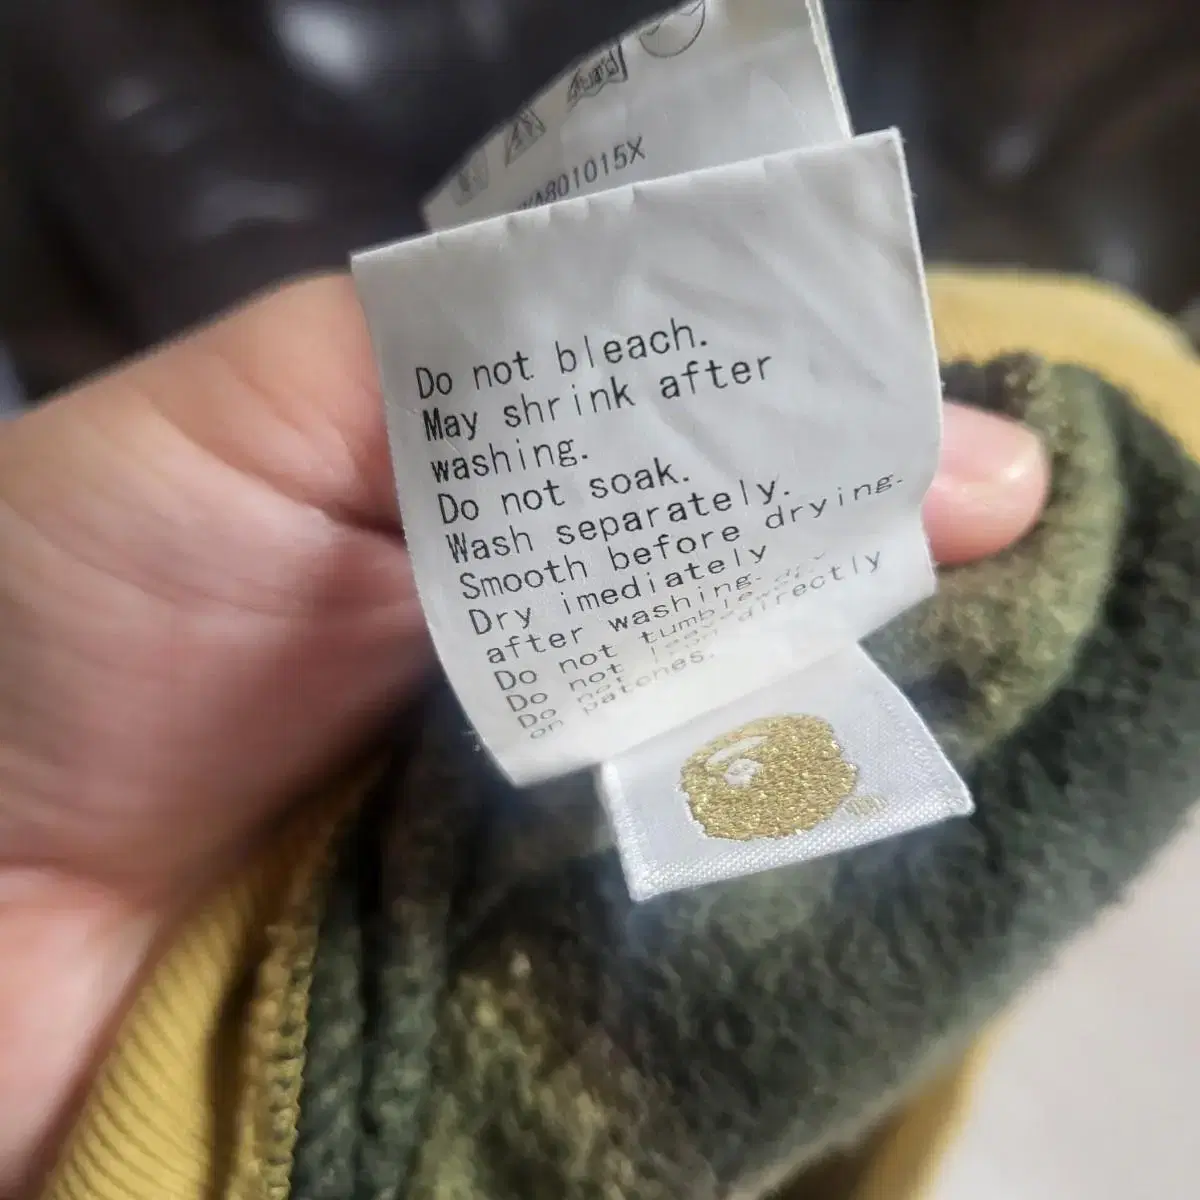 A801015X
Do not bleach.
May shrink after
washing.
Do not soak.
Wash separately.
Smooth before drying.
Dry imediately
after washing.
Do not tumble
Do not
Do not directly
on patches.